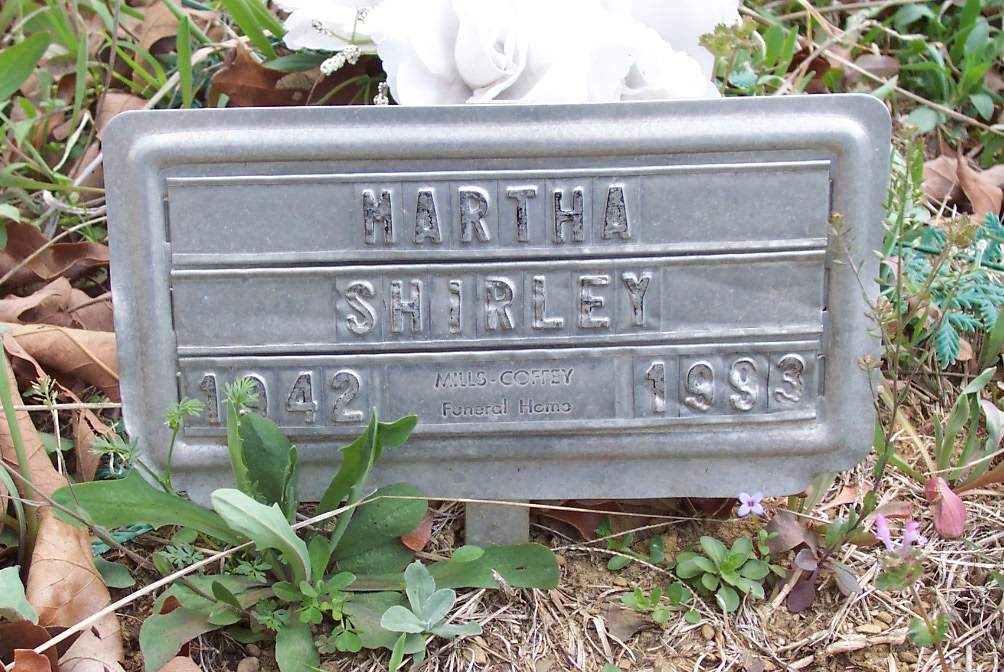 MARTHA
SHIRLEY
1942 MILLS-COFFEY 1993
Funeral Home